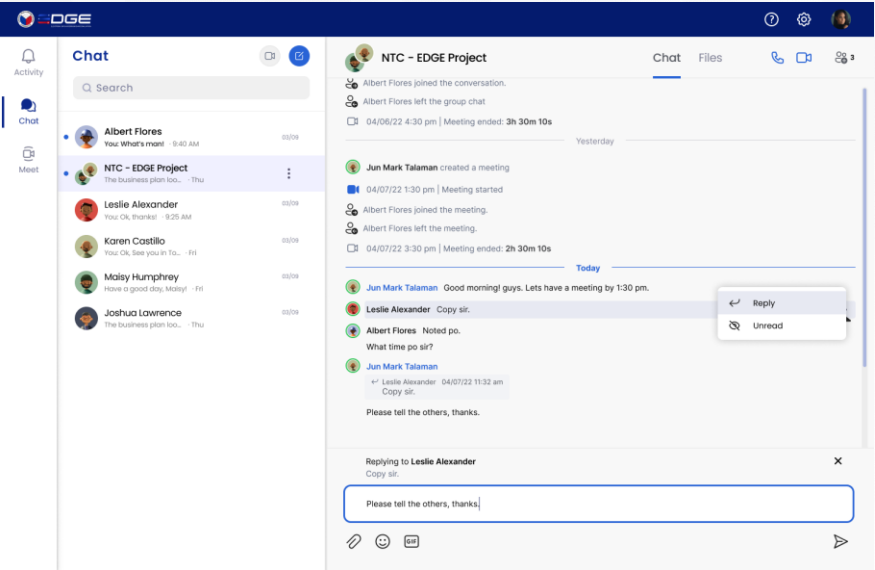 EDGE
Activity
Chat
Meet
Chat
Search
Albert Flores
You: What's man! · 9:40 AM
03/09
NTC - EDGE Project
The business plan loo... · Thu
Leslie Alexander
You: Ok, thanks! · 9:25 AM
03/09
Karen Castillo
You: Ok, See you in To... · Fri
03/09
Maisy Humphrey
Have a good day, Maisy! · Fri
03/09
Joshua Lawrence
The business plan loo... · Thu
03/09
NTC - EDGE Project
Chat
Files
3
Albert Flores joined the conversation.
Albert Flores left the group chat
04/06/22 4:30 pm | Meeting ended: 3h 30m 10s
Yesterday
Jun Mark Talaman created a meeting
04/07/22 1:30 pm | Meeting started
Albert Flores joined the meeting.
Albert Flores left the meeting.
04/07/22 3:30 pm | Meeting ended: 2h 30m 10s
Today
Jun Mark Talaman Good morning! guys. Lets have a meeting by 1:30 pm.
Leslie Alexander Copy sir.
Reply
Unread
Albert Flores Noted po.
What time po sir?
Jun Mark Talaman
Leslie Alexander 04/07/22 11:32 am
Copy sir.
Please tell the others, thanks.
Replying to Leslie Alexander
Copy sir.
Please tell the others, thanks.
GIF